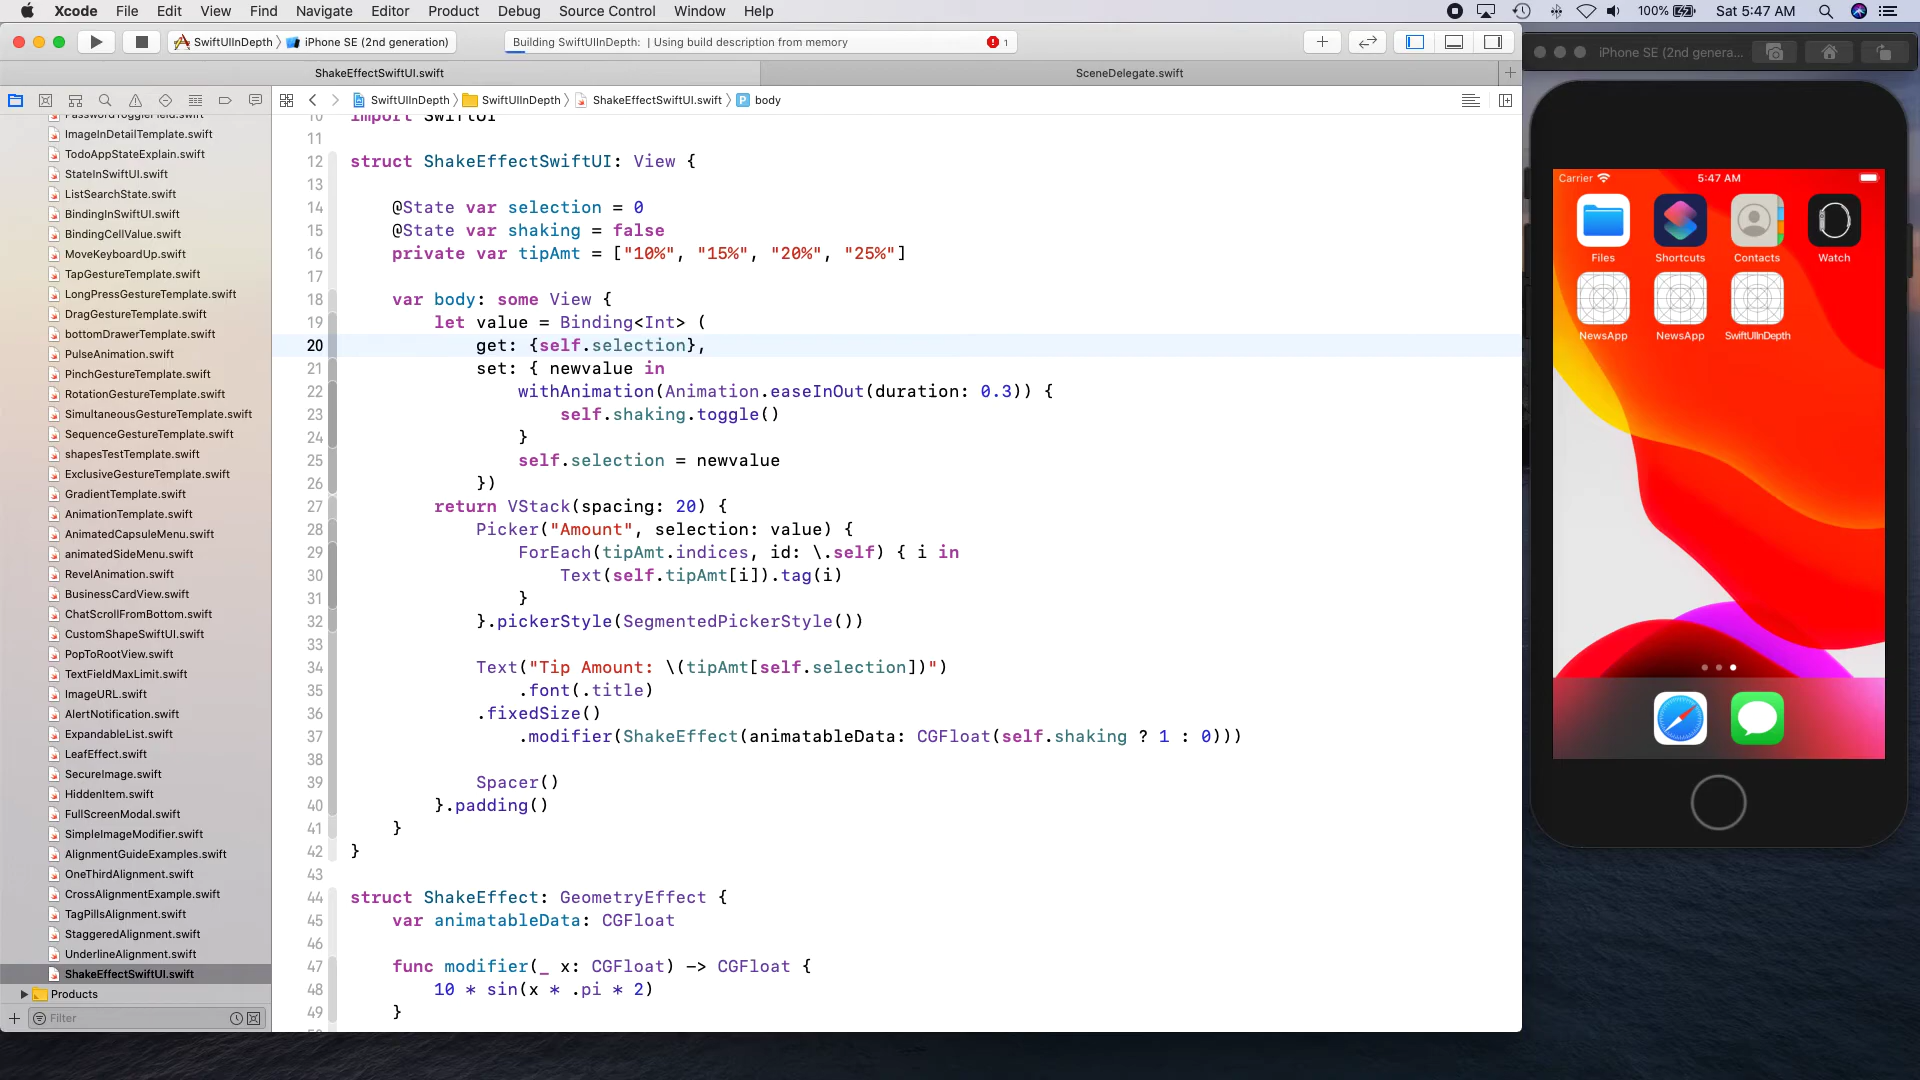 Xcode File Edit View Find Navigate Editor Product Debug Source Control Window Help 100% Sat 5:47 AM
SwiftUIInDepth iPhone SE (2nd generation) Building SwiftUIInDepth: | Using build description from memory 1
iPhone SE (2nd genera...
ShakeEffectSwiftUI.swift SceneDelegate.swift
SwiftUIInDepth SwiftUIInDepth ShakeEffectSwiftUI.swift body
PasswordToggleField.swift
ImageInDetailTemplate.swift
TodoAppStateExplain.swift
StateInSwiftUI.swift
ListSearchState.swift
BindingInSwiftUI.swift
BindingCellValue.swift
MoveKeyboardUp.swift
TapGestureTemplate.swift
LongPressGestureTemplate.swift
DragGestureTemplate.swift
bottomDrawerTemplate.swift
PulseAnimation.swift
PinchGestureTemplate.swift
RotationGestureTemplate.swift
SimultaneousGestureTemplate.swift
SequenceGestureTemplate.swift
shapesTestTemplate.swift
ExclusiveGestureTemplate.swift
GradientTemplate.swift
AnimationTemplate.swift
AnimatedCapsuleMenu.swift
animatedSideMenu.swift
RevelAnimation.swift
BusinessCardView.swift
ChatScrollFromBottom.swift
CustomShapeSwiftUI.swift
PopToRootView.swift
TextFieldMaxLimit.swift
ImageURL.swift
AlertNotification.swift
ExpandableList.swift
LeafEffect.swift
SecureImage.swift
HiddenItem.swift
FullScreenModal.swift
SimpleImageModifier.swift
AlignmentGuideExamples.swift
OneThirdAlignment.swift
CrossAlignmentExample.swift
TagPillsAlignment.swift
StaggeredAlignment.swift
UnderlineAlignment.swift
ShakeEffectSwiftUI.swift
Products
Filter
10 import SwiftUI
11
12 struct ShakeEffectSwiftUI: View {
13
14 @State var selection = 0
15 @State var shaking = false
16 private var tipAmt = ["10%", "15%", "20%", "25%"]
17
18 var body: some View {
19 let value = Binding<Int> (
20 get: {self.selection},
21 set: { newvalue in
22 withAnimation(Animation.easeInOut(duration: 0.3)) {
23 self.shaking.toggle()
24 }
25 self.selection = newvalue
26 })
27 return VStack(spacing: 20) {
28 Picker("Amount", selection: value) {
29 ForEach(tipAmt.indices, id: \.self) { i in
30 Text(self.tipAmt[i]).tag(i)
31 }
32 }.pickerStyle(SegmentedPickerStyle())
33
34 Text("Tip Amount: \(tipAmt[self.selection])")
35 .font(.title)
36 .fixedSize()
37 .modifier(ShakeEffect(animatableData: CGFloat(self.shaking ? 1 : 0)))
38
39 Spacer()
40 }.padding()
41 }
42 }
43
44 struct ShakeEffect: GeometryEffect {
45 var animatableData: CGFloat
46
47 func modifier(_ x: CGFloat) -> CGFloat {
48 10 * sin(x * .pi * 2)
49 }
Carrier 5:47 AM
Files Shortcuts Contacts Watch
NewsApp NewsApp SwiftUIInDepth